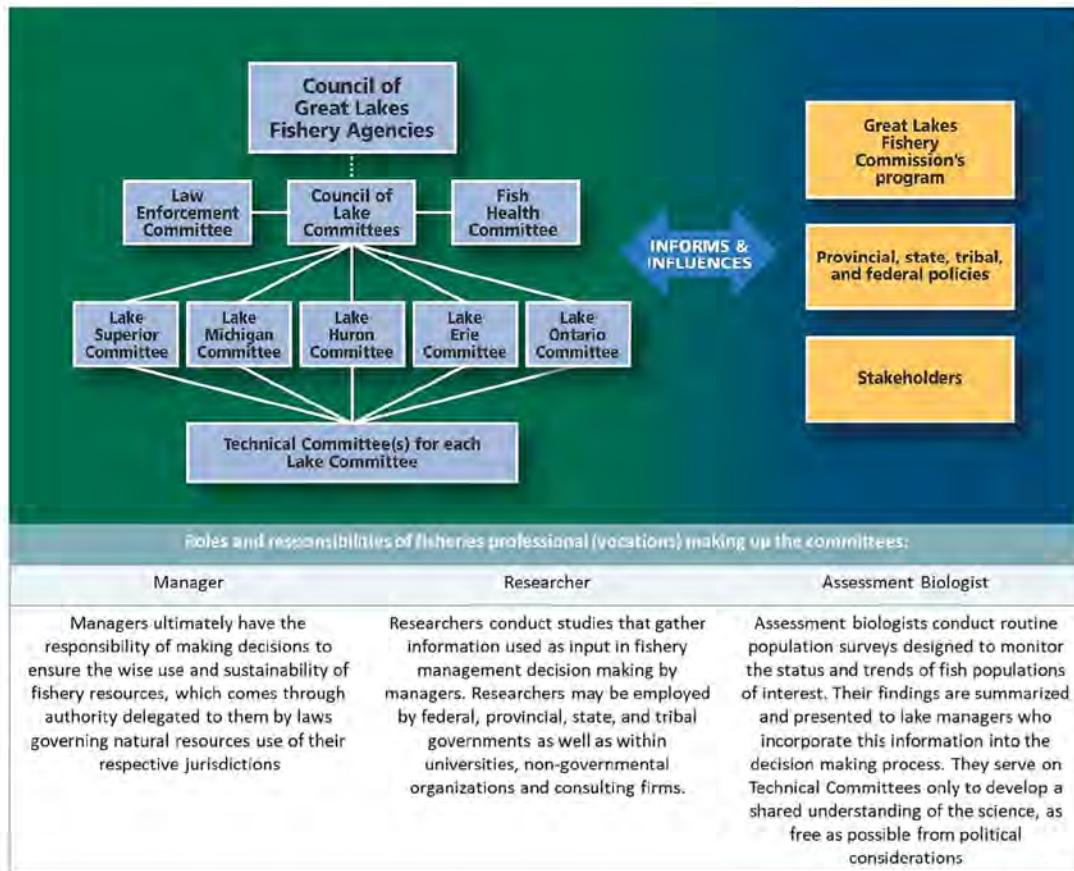 Council of
Great Lakes
Fishery Agencies
Law
Enforcement
Committee
Council of
Lake
Committees
Fish
Health
Committee
Lake
Superior
Committee
Lake
Michigan
Committee
Lake
Huron
Committee
Lake
Erie
Committee
Lake
Ontario
Committee
Technical Committee(s) for each
Lake Committee
INFORMS &
INFLUENCES
Great Lakes
Fishery
Commission's
program
Provincial, state, tribal,
and federal policies
Stakeholders
Roles and responsibilities of fisheries professional (vocations) making up the committees:
Manager
Managers ultimately have the
responsibility of making decisions to
ensure the wise use and sustainability of
fishery resources, which comes through
authority delegated to them by laws
governing natural resources use of their
respective jurisdictions
Researcher
Researchers conduct studies that gather
information used as input in fishery
management decision making by
managers. Researchers may be employed
by federal, provincial, state, and tribal
governments as well as within
universities, non-governmental
organizations and consulting firms.
Assessment Biologist
Assessment biologists conduct routine
population surveys designed to monitor
the status and trends of fish populations
of interest. Their findings are summarized
and presented to lake managers who
incorporate this information into the
decision making process. They serve on
Technical Committees only to develop a
shared understanding of the science, as
free as possible from political
considerations